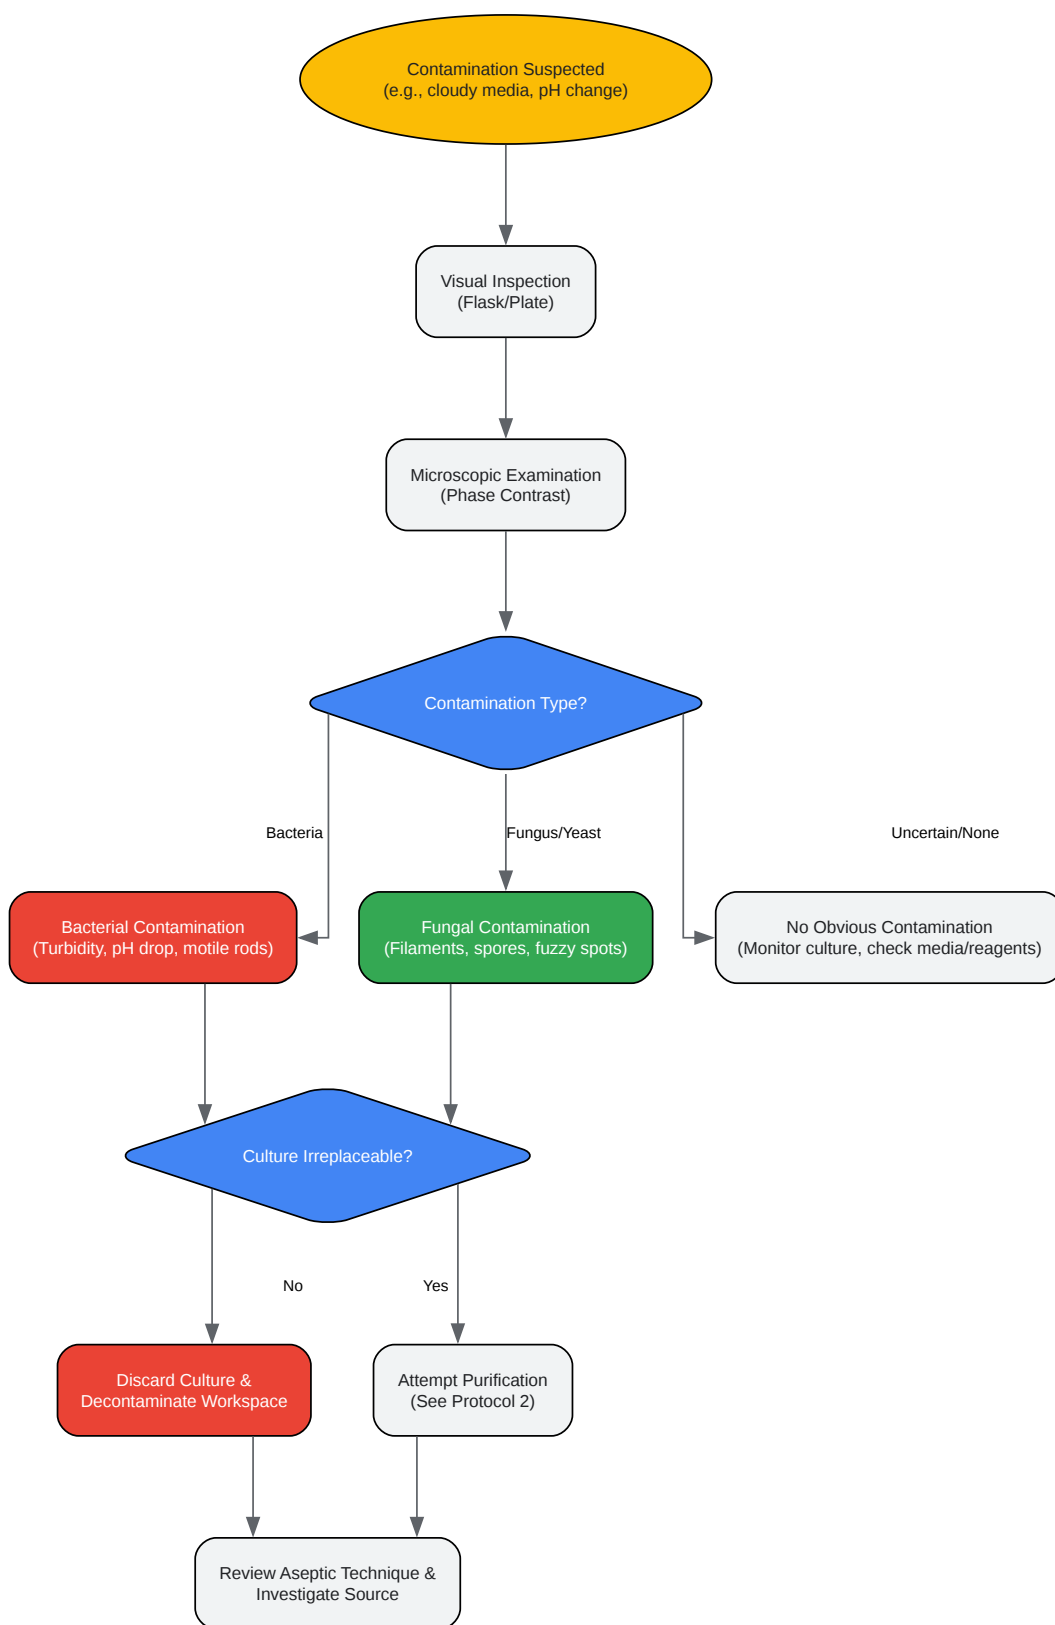 Contamination Suspected
(e.g., cloudy media, pH change)
Visual Inspection
(Flask/Plate)
Microscopic Examination
(Phase Contrast)
Contamination Type?
Bacteria
Fungus/Yeast
Uncertain/None
Bacterial Contamination
(Turbidity, pH drop, motile rods)
Fungal Contamination
(Filaments, spores, fuzzy spots)
No Obvious Contamination
(Monitor culture, check media/reagents)
Culture Irreplaceable?
No
Yes
Discard Culture &
Decontaminate Workspace
Attempt Purification
(See Protocol 2)
Review Aseptic Technique &
Investigate Source